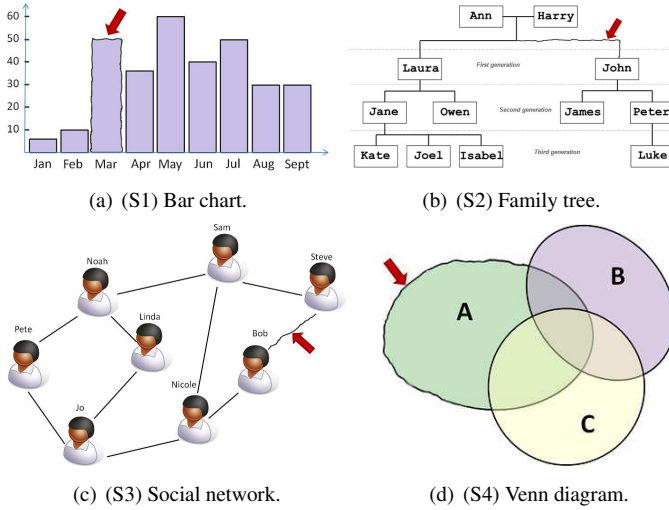 60
50
40
30
20
10
Jan Feb Mar Apr May Jun Jul Aug Sept
(a) (S1) Bar chart.
Ann Harry
Laura First generation John
Jane Owen Second generation James Peter
Kate Joel Isabel Third generation Luke
(b) (S2) Family tree.
Sam
Noah Steve
Linda
Pete Bob
Nicole
Jo
(c) (S3) Social network.
B
A
C
(d) (S4) Venn diagram.